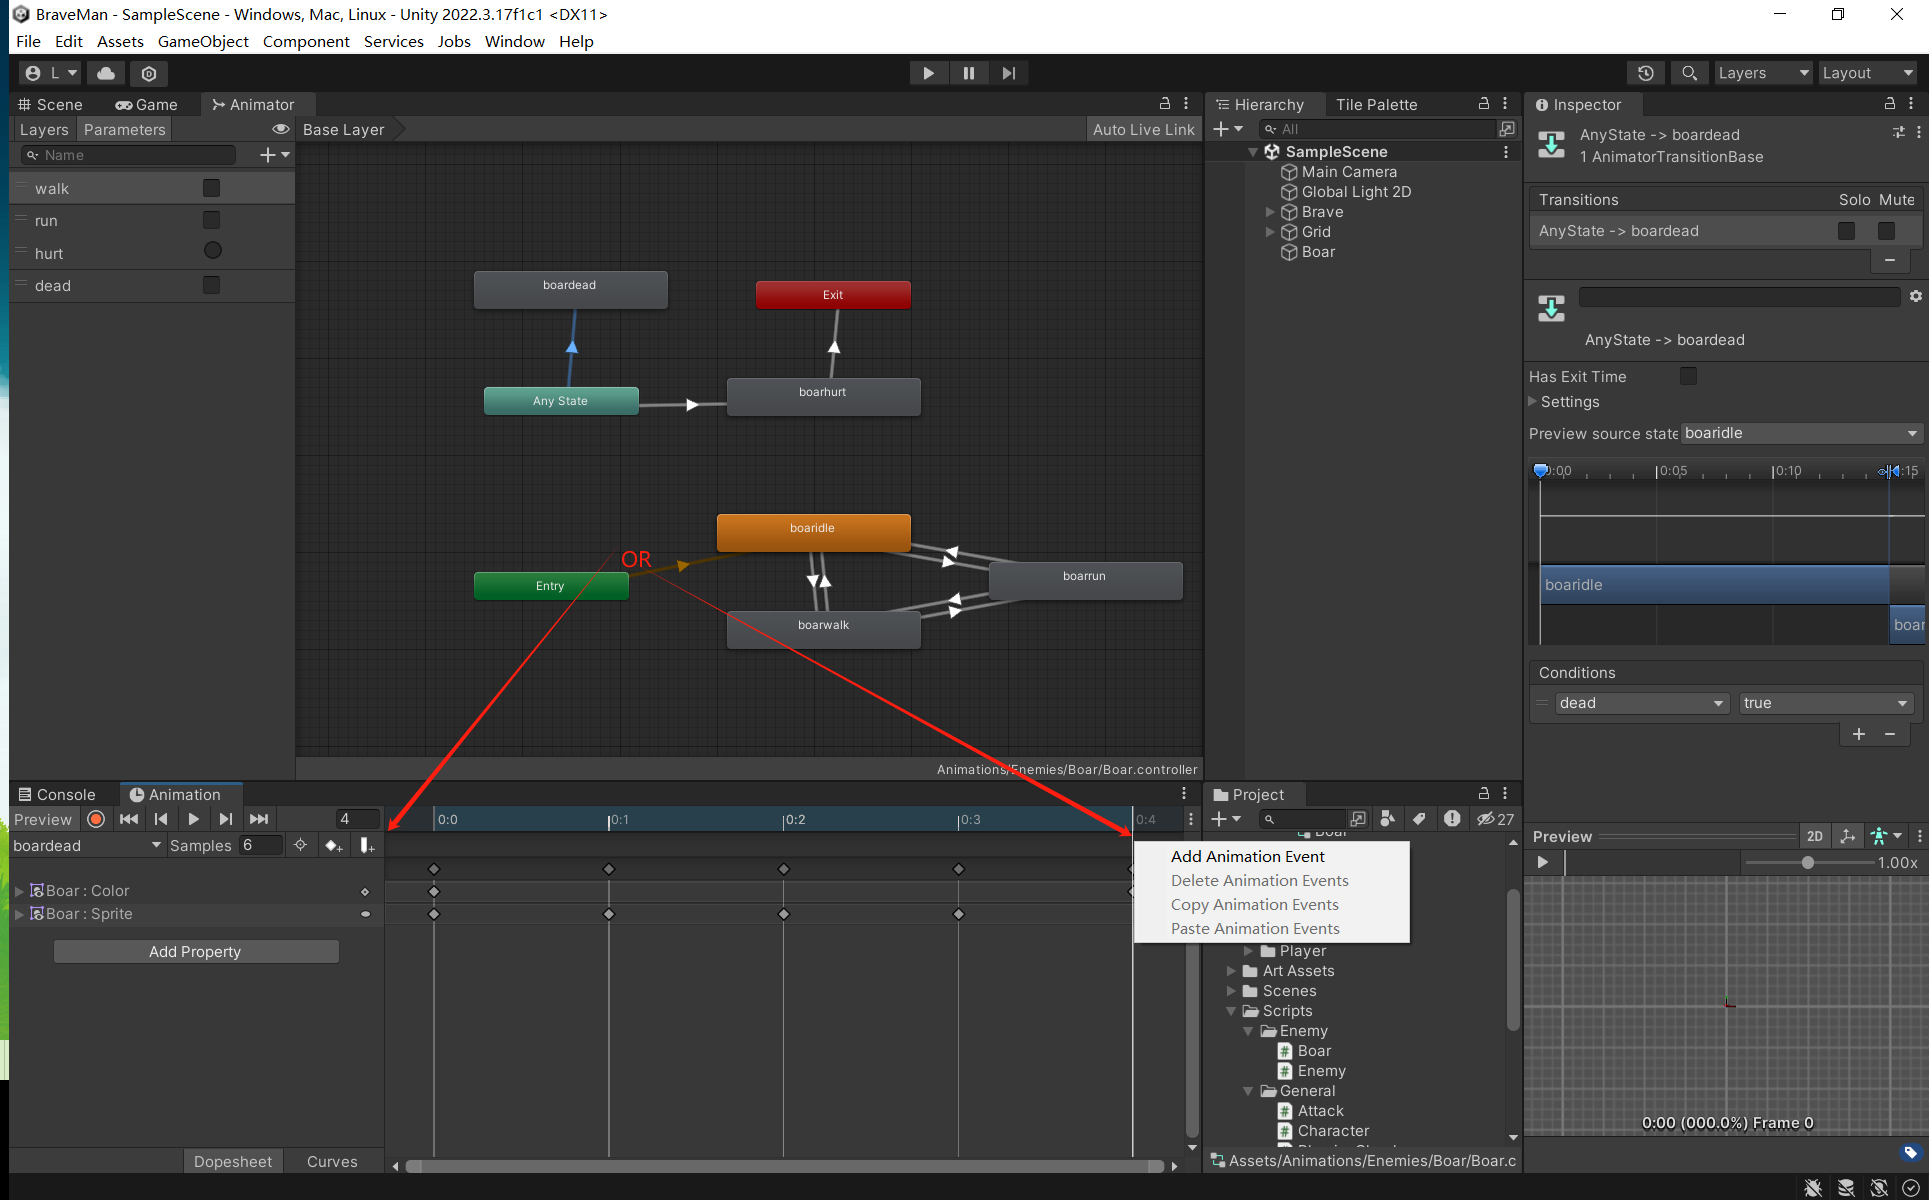 BraveMan - SampleScene - Windows, Mac, Linux - Unity 2022.3.17f1c1 <DX11>
File Edit Assets GameObject Component Services Jobs Window Help
L
Layers Layout
Scene Game Animator
Layers Parameters
Base Layer Auto Live Link
Name
walk
run
hurt
dead
boardead
Exit
Any State
boarhurt
boaridle
OR
Entry
boarrun
boarwalk
Animations/Enemies/Boar/Boar.controller
Hierarchy Tile Palette
All
SampleScene
Main Camera
Global Light 2D
Brave
Grid
Boar
Inspector
AnyState -> boardead
1 AnimatorTransitionBase
Transitions Solo Mute
AnyState -> boardead
AnyState -> boardead
Has Exit Time
Settings
Preview source state boaridle
0:00 0:05 0:10 :15
boaridle
boar
Conditions
dead true
Console Animation
Preview 4
0:0 0:1 0:2 0:3 0:4
boardead Samples 6
Boar : Color
Boar : Sprite
Add Property
Dopesheet Curves
Add Animation Event
Delete Animation Events
Copy Animation Events
Paste Animation Events
Project
27
Boar
Player
Art Assets
Scenes
Scripts
Enemy
Boar
Enemy
General
Attack
Character
Assets/Animations/Enemies/Boar/Boar.c
Preview 2D
1.00x
0:00 (000.0%) Frame 0